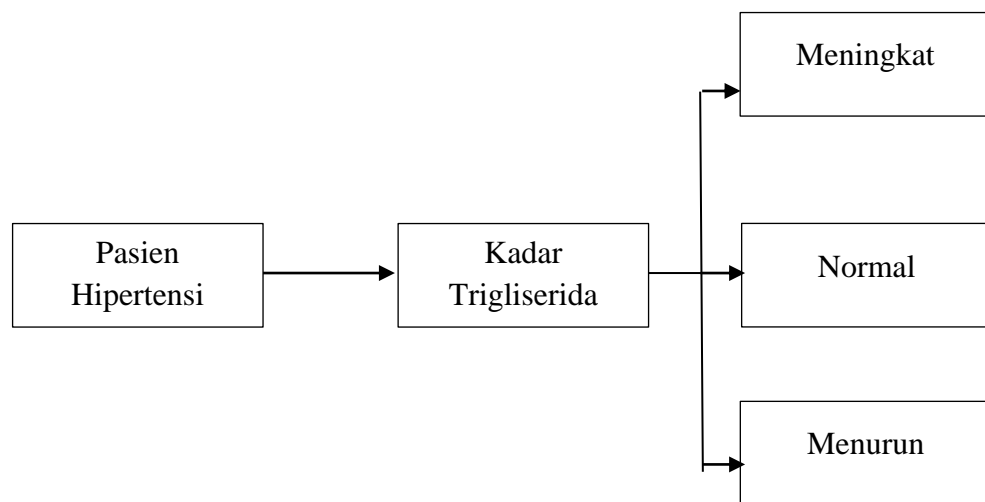 Meningkat
Pasien
Hipertensi
Kadar
Trigliserida
Normal
Menurun